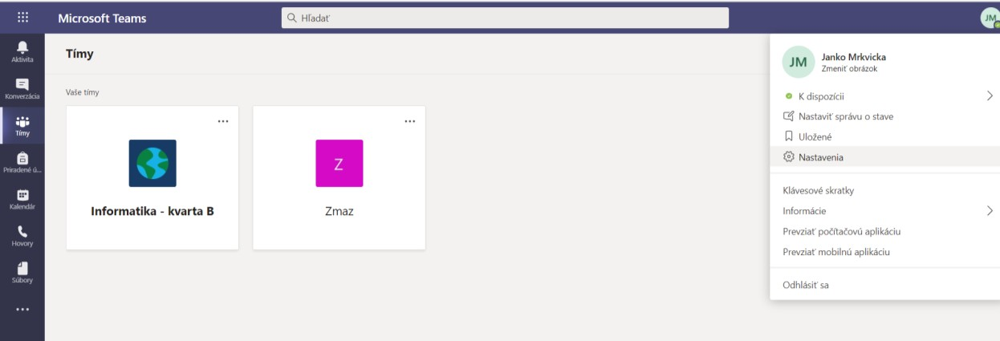 Microsoft Teams
Hľadať
JM
Aktivita
Konverzácia
Tímy
Priradené ú...
Kalendár
Hovory
Súbory
Tímy
Vaše tímy
Informatika - kvarta B
Z
Zmaz
JM
Janko Mrkvicka
Zmeniť obrázok
K dispozícii
Nastaviť správu o stave
Uložené
Nastavenia
Klávesové skratky
Informácie
Prevziať počítačovú aplikáciu
Prevziať mobilnú aplikáciu
Odhlásiť sa